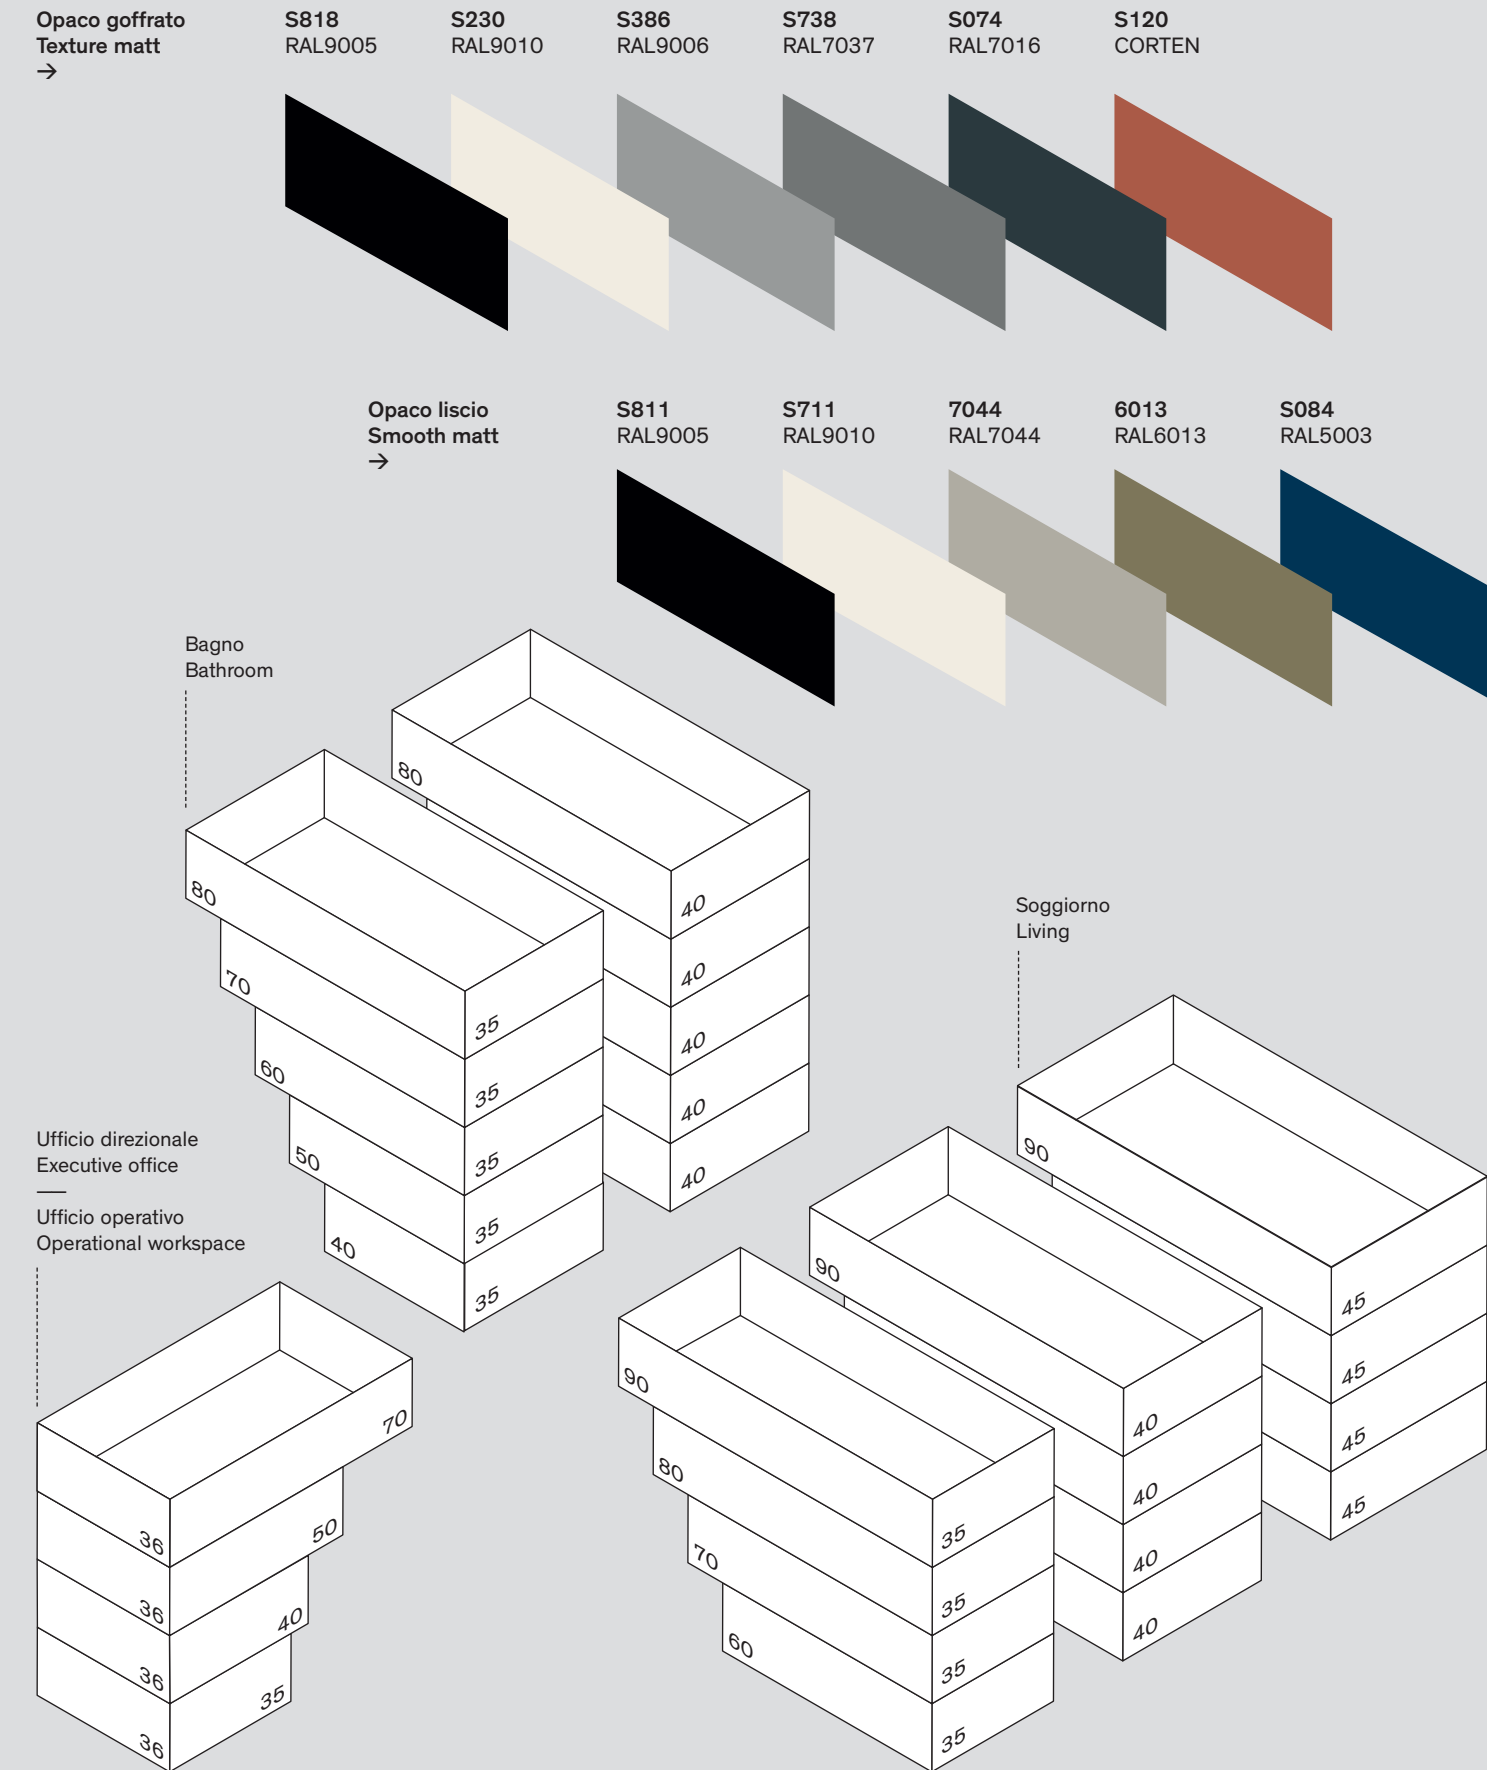 Opaco goffrato
Texture matt
→
S818
RAL9005
S230
RAL9010
S386
RAL9006
S738
RAL7037
S074
RAL7016
S120
CORTEN
Opaco liscio
Smooth matt
→
S811
RAL9005
S711
RAL9010
7044
RAL7044
6013
RAL6013
S084
RAL5003
Bagno
Bathroom
80
40
40
40
40
40
80
35
70
35
60
35
50
35
40
35
Soggiorno
Living
90
45
45
45
45
90
40
40
40
40
90
35
80
35
70
35
60
35
Ufficio direzionale
Executive office
—
Ufficio operativo
Operational workspace
70
36
50
36
40
36
35
36